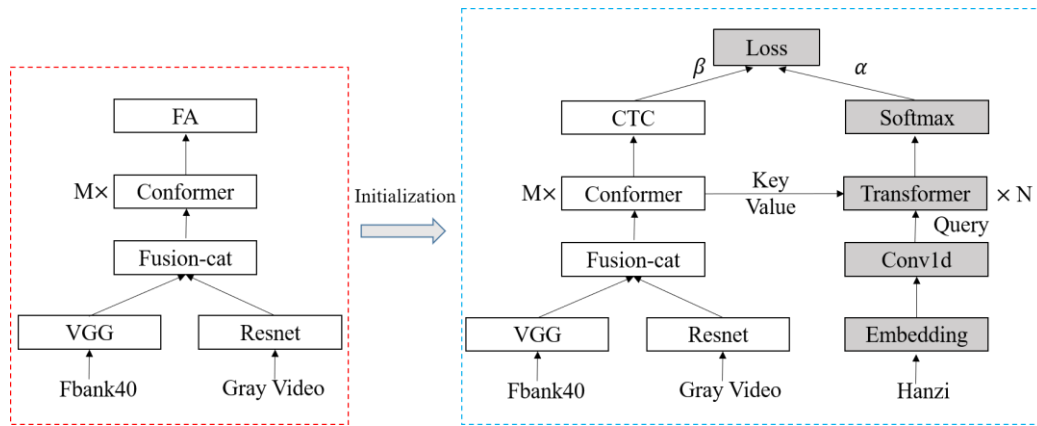 FA
M× Conformer
Fusion-cat
VGG Resnet
Fbank40 Gray Video
Initialization
Loss
β α
CTC Softmax
M× Conformer Key Value Transformer × N
Query
Fusion-cat Conv1d
VGG Resnet Embedding
Fbank40 Gray Video Hanzi